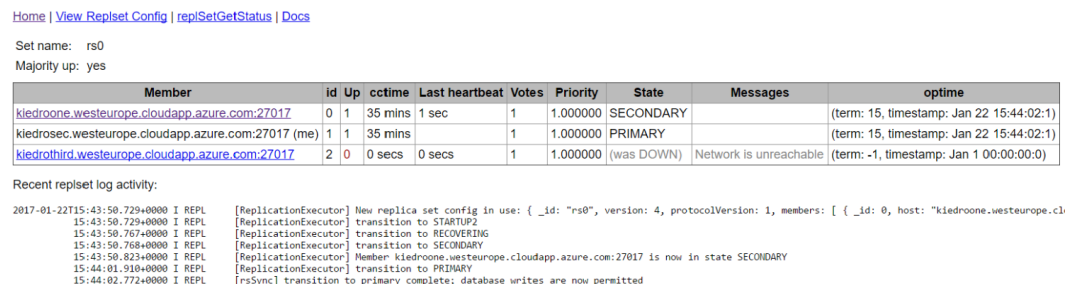 Home | View Replset Config | replSetGetStatus | Docs
Set name: rs0
Majority up: yes
Member id Up cctime Last heartbeat Votes Priority State Messages optime
kiedroone.westeurope.cloudapp.azure.com:27017 0 1 35 mins 1 sec 1 1.000000 SECONDARY (term: 15, timestamp: Jan 22 15:44:02:1)
kiedrosec.westeurope.cloudapp.azure.com:27017 (me) 1 1 35 mins 1 1.000000 PRIMARY (term: 15, timestamp: Jan 22 15:44:02:1)
kiedrothird.westeurope.cloudapp.azure.com:27017 2 0 0 secs 0 secs 1 1.000000 (was DOWN) Network is unreachable (term: -1, timestamp: Jan 1 00:00:00:0)
Recent replset log activity:
2017-01-22T15:43:50.729+0000 I REPL [ReplicationExecutor] New replica set config in use: { _id: "rs0", version: 4, protocolVersion: 1, members: [ { _id: 0, host: "kiedroone.westeurope.cl
15:43:50.729+0000 I REPL [ReplicationExecutor] transition to STARTUP2
15:43:50.767+0000 I REPL [ReplicationExecutor] transition to RECOVERING
15:43:50.768+0000 I REPL [ReplicationExecutor] transition to SECONDARY
15:43:50.823+0000 I REPL [ReplicationExecutor] Member kiedroone.westeurope.cloudapp.azure.com:27017 is now in state SECONDARY
15:44:01.910+0000 I REPL [ReplicationExecutor] transition to PRIMARY
15:44:02.772+0000 I REPL [rsSync] transition to primary complete; database writes are now permitted